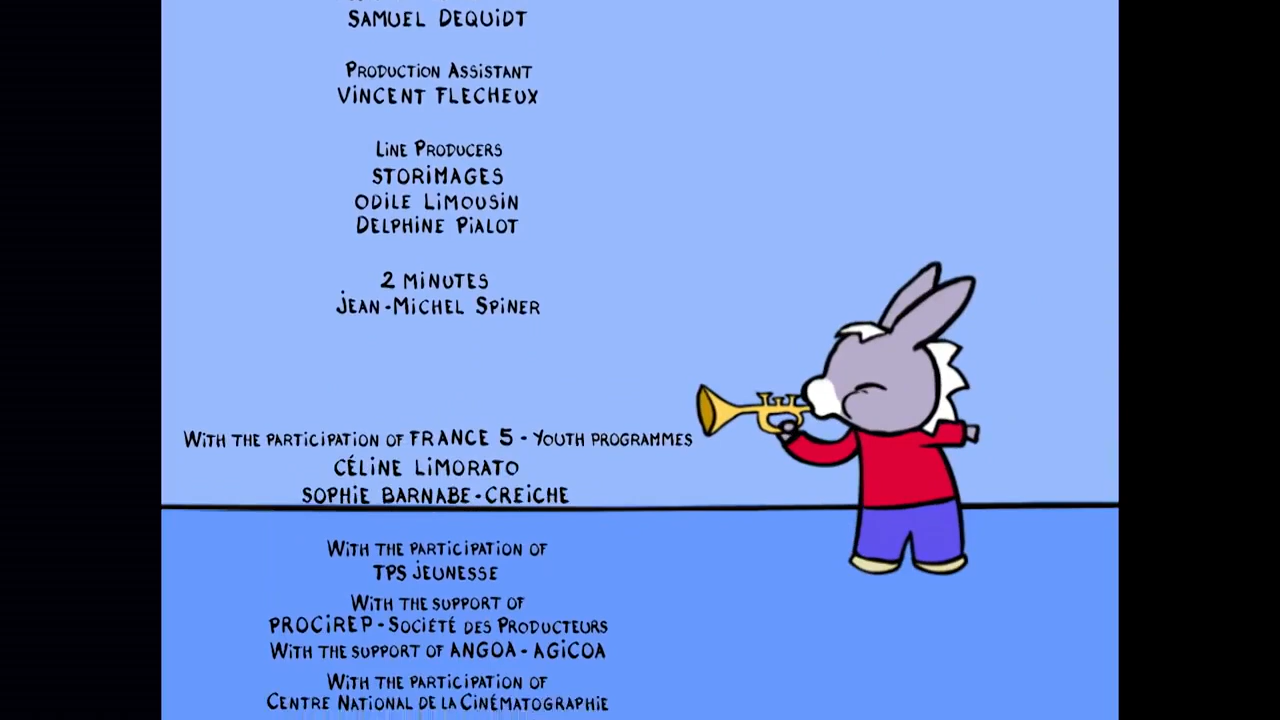 SAMUEL DEQUIDT
PRODUCTION ASSISTANT
VINCENT FLECHEUX
LINE PRODUCERS
STORIMAGES
ODILE LIMOUSIN
DELPHINE PIALOT
2 MINUTES
JEAN-MICHEL SPINER
WITH THE PARTICIPATION OF FRANCE 5 - YOUTH PROGRAMMES
CÉLINE LIMORATO
SOPHIE BARNABE-CREICHE
WITH THE PARTICIPATION OF
TPS JEUNESSE
WITH THE SUPPORT OF
PROCIREP - SOCIÉTÉ DES PRODUCTEURS
WITH THE SUPPORT OF ANGOA - AGICOA
WITH THE PARTICIPATION OF
CENTRE NATIONAL DE LA CINÉMATOGRAPHIE